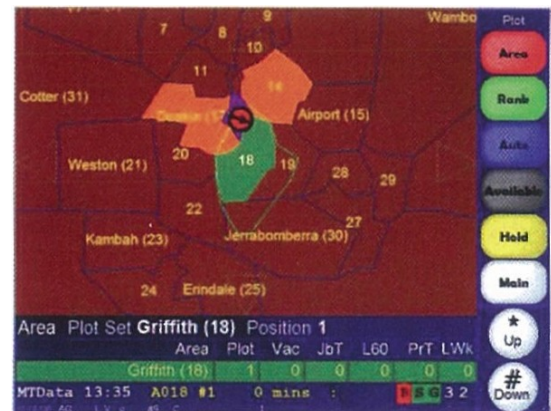 Plot
9
Wambo
7
8
10
11
14
Cotter (31)
Airport (15)
Weston (21)
20
18
19
28
29
22
27
Kambah (23)
Jerrabomberra (30)
24
Erindale (25)
Area
Rank
Auto
Available
Hold
Main
*
Up
#
Down
Area Plot Set Griffith (18) Position 1
Area Plot Vac JbT L60 PrT LWk
Griffith (18) 1 0 0 0 0 0
MTData 13:35 A018 #1 0 mins : R S G 3 2